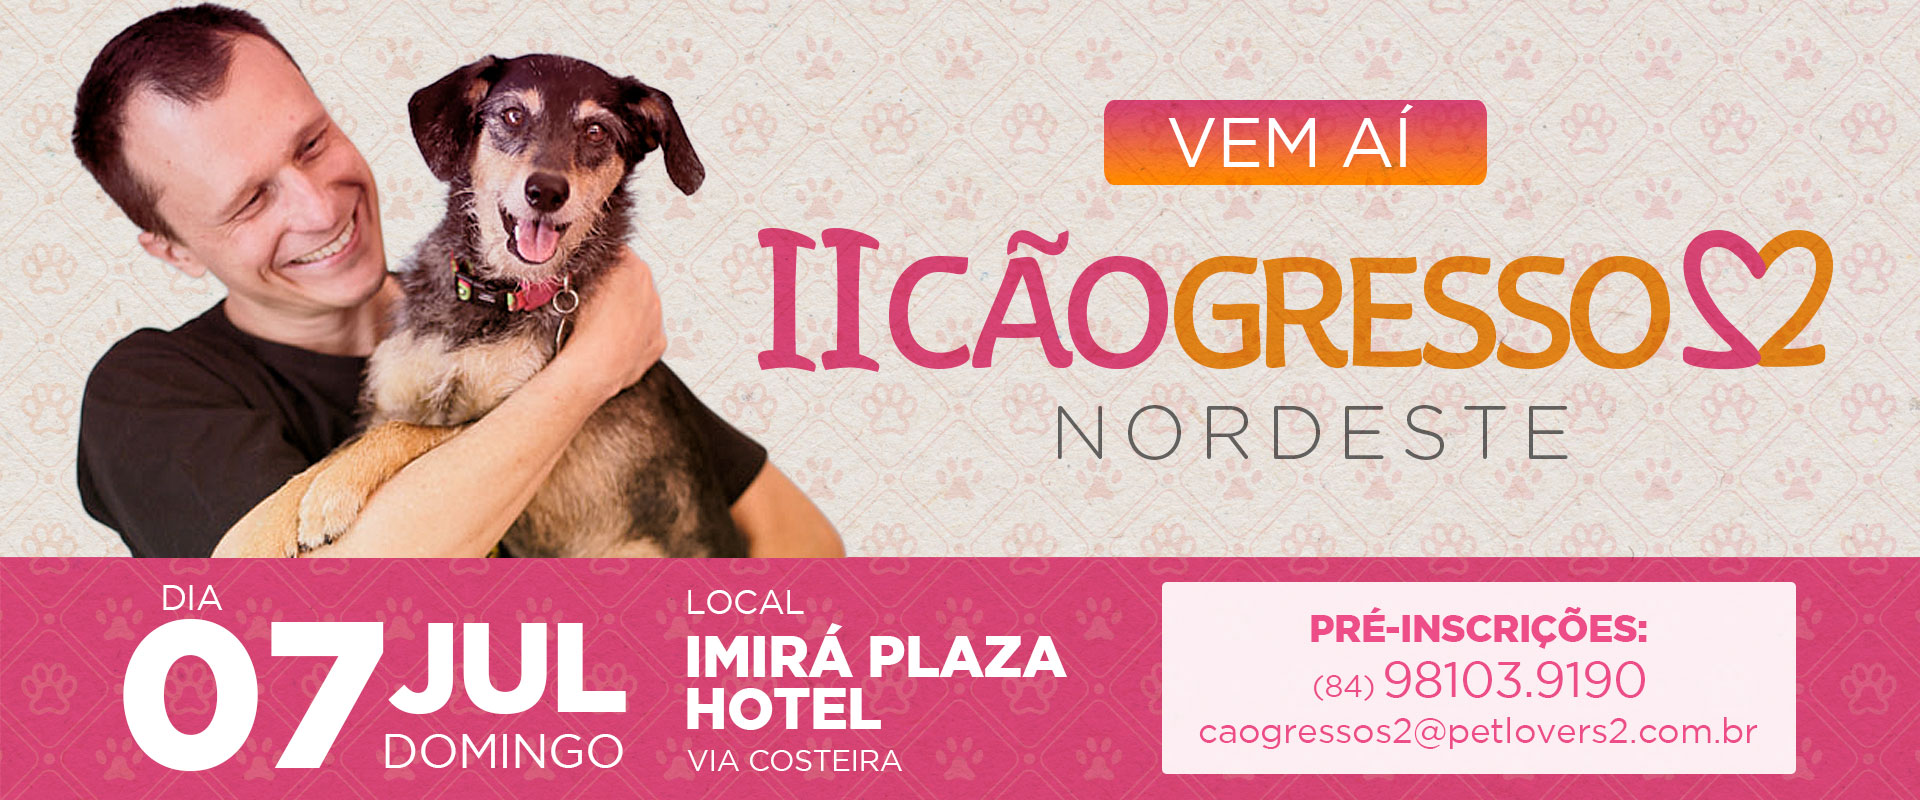 VEM AÍ
II CÃOGRESSO
NORDESTE
DIA
07 JUL
DOMINGO
LOCAL
IMIRÁ PLAZA
HOTEL
VIA COSTEIRA
PRÉ-INSCRIÇÕES:
(84) 98103.9190
caogressos2@petlovers2.com.br